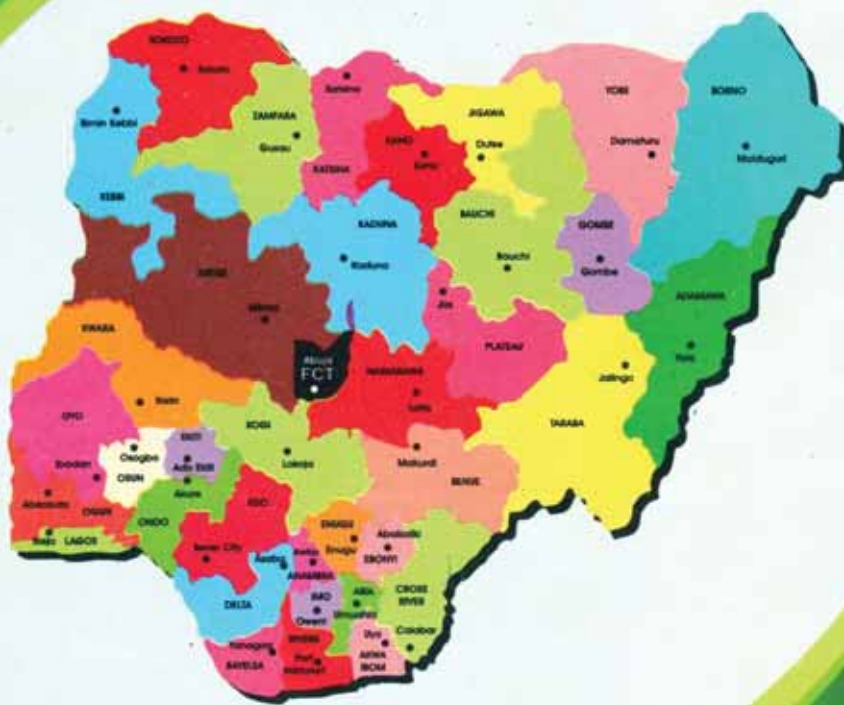 SOKOTO
Sokoto
Birnin Kebbi
KEBBI
ZAMFARA
Gusau
Katsina
KATSINA
KANO
Kano
JIGAWA
Dutse
YOBE
Damaturu
BORNO
Maiduguri
KADUNA
Kaduna
BAUCHI
Bauchi
GOMBE
Gombe
ADAMAWA
Yola
NIGER
Minna
Abuja
FCT
Jos
PLATEAU
NASSARAWA
Lafia
Jalingo
TARABA
KWARA
Ilorin
OYO
Ibadan
Osogbo
OSUN
EKITI
Ado Ekiti
KOGI
Lokoja
Makurdi
BENUE
Abeokuta
OGUN
Ikeja
LAGOS
Akure
ONDO
EDO
Benin City
ENUGU
Enugu
Abakaliki
EBONYI
Asaba
Awka
ANAMBRA
DELTA
IMO
Owerri
ABIA
Umuahia
CROSS
RIVER
Calabar
Uyo
AKWA
IBOM
RIVERS
Port
Harcourt
Yenagoa
BAYELSA